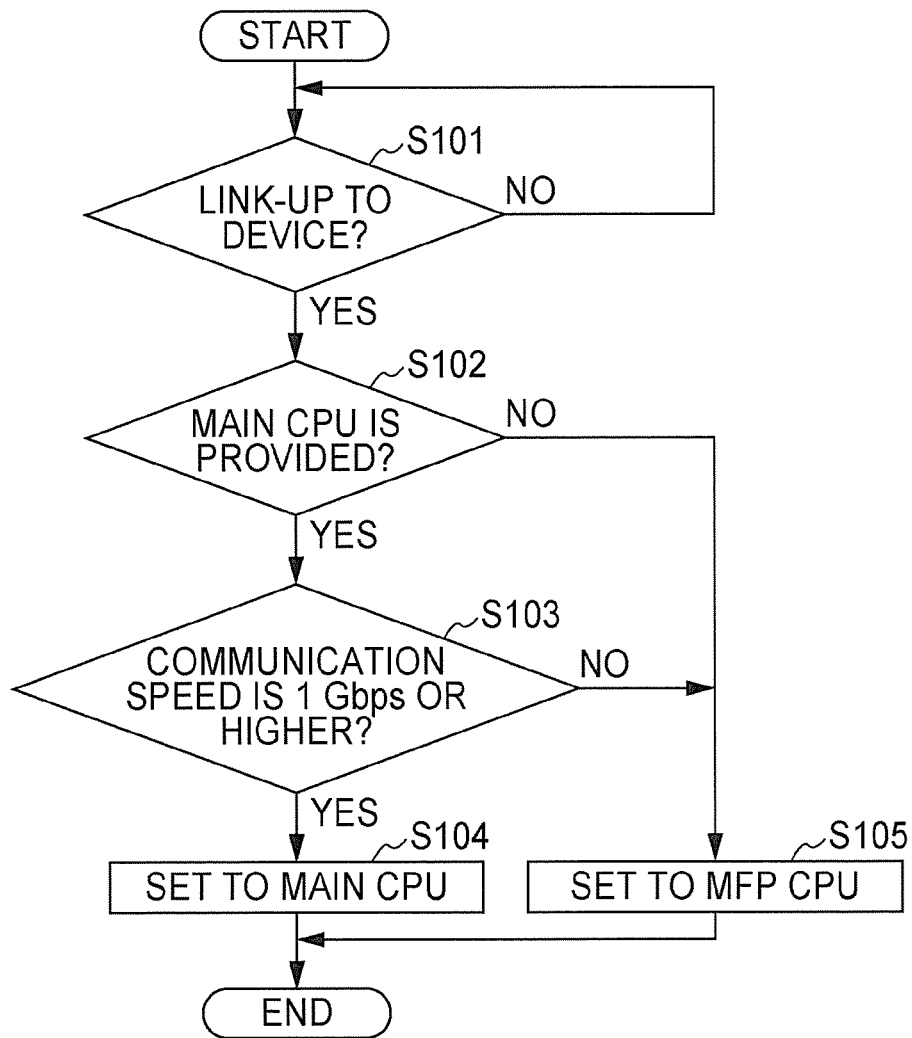 START
S101
LINK-UP TO
DEVICE?
NO
YES
S102
MAIN CPU IS
PROVIDED?
NO
YES
S103
COMMUNICATION
SPEED IS 1 Gbps OR
HIGHER?
NO
YES
S104
SET TO MAIN CPU
S105
SET TO MFP CPU
END